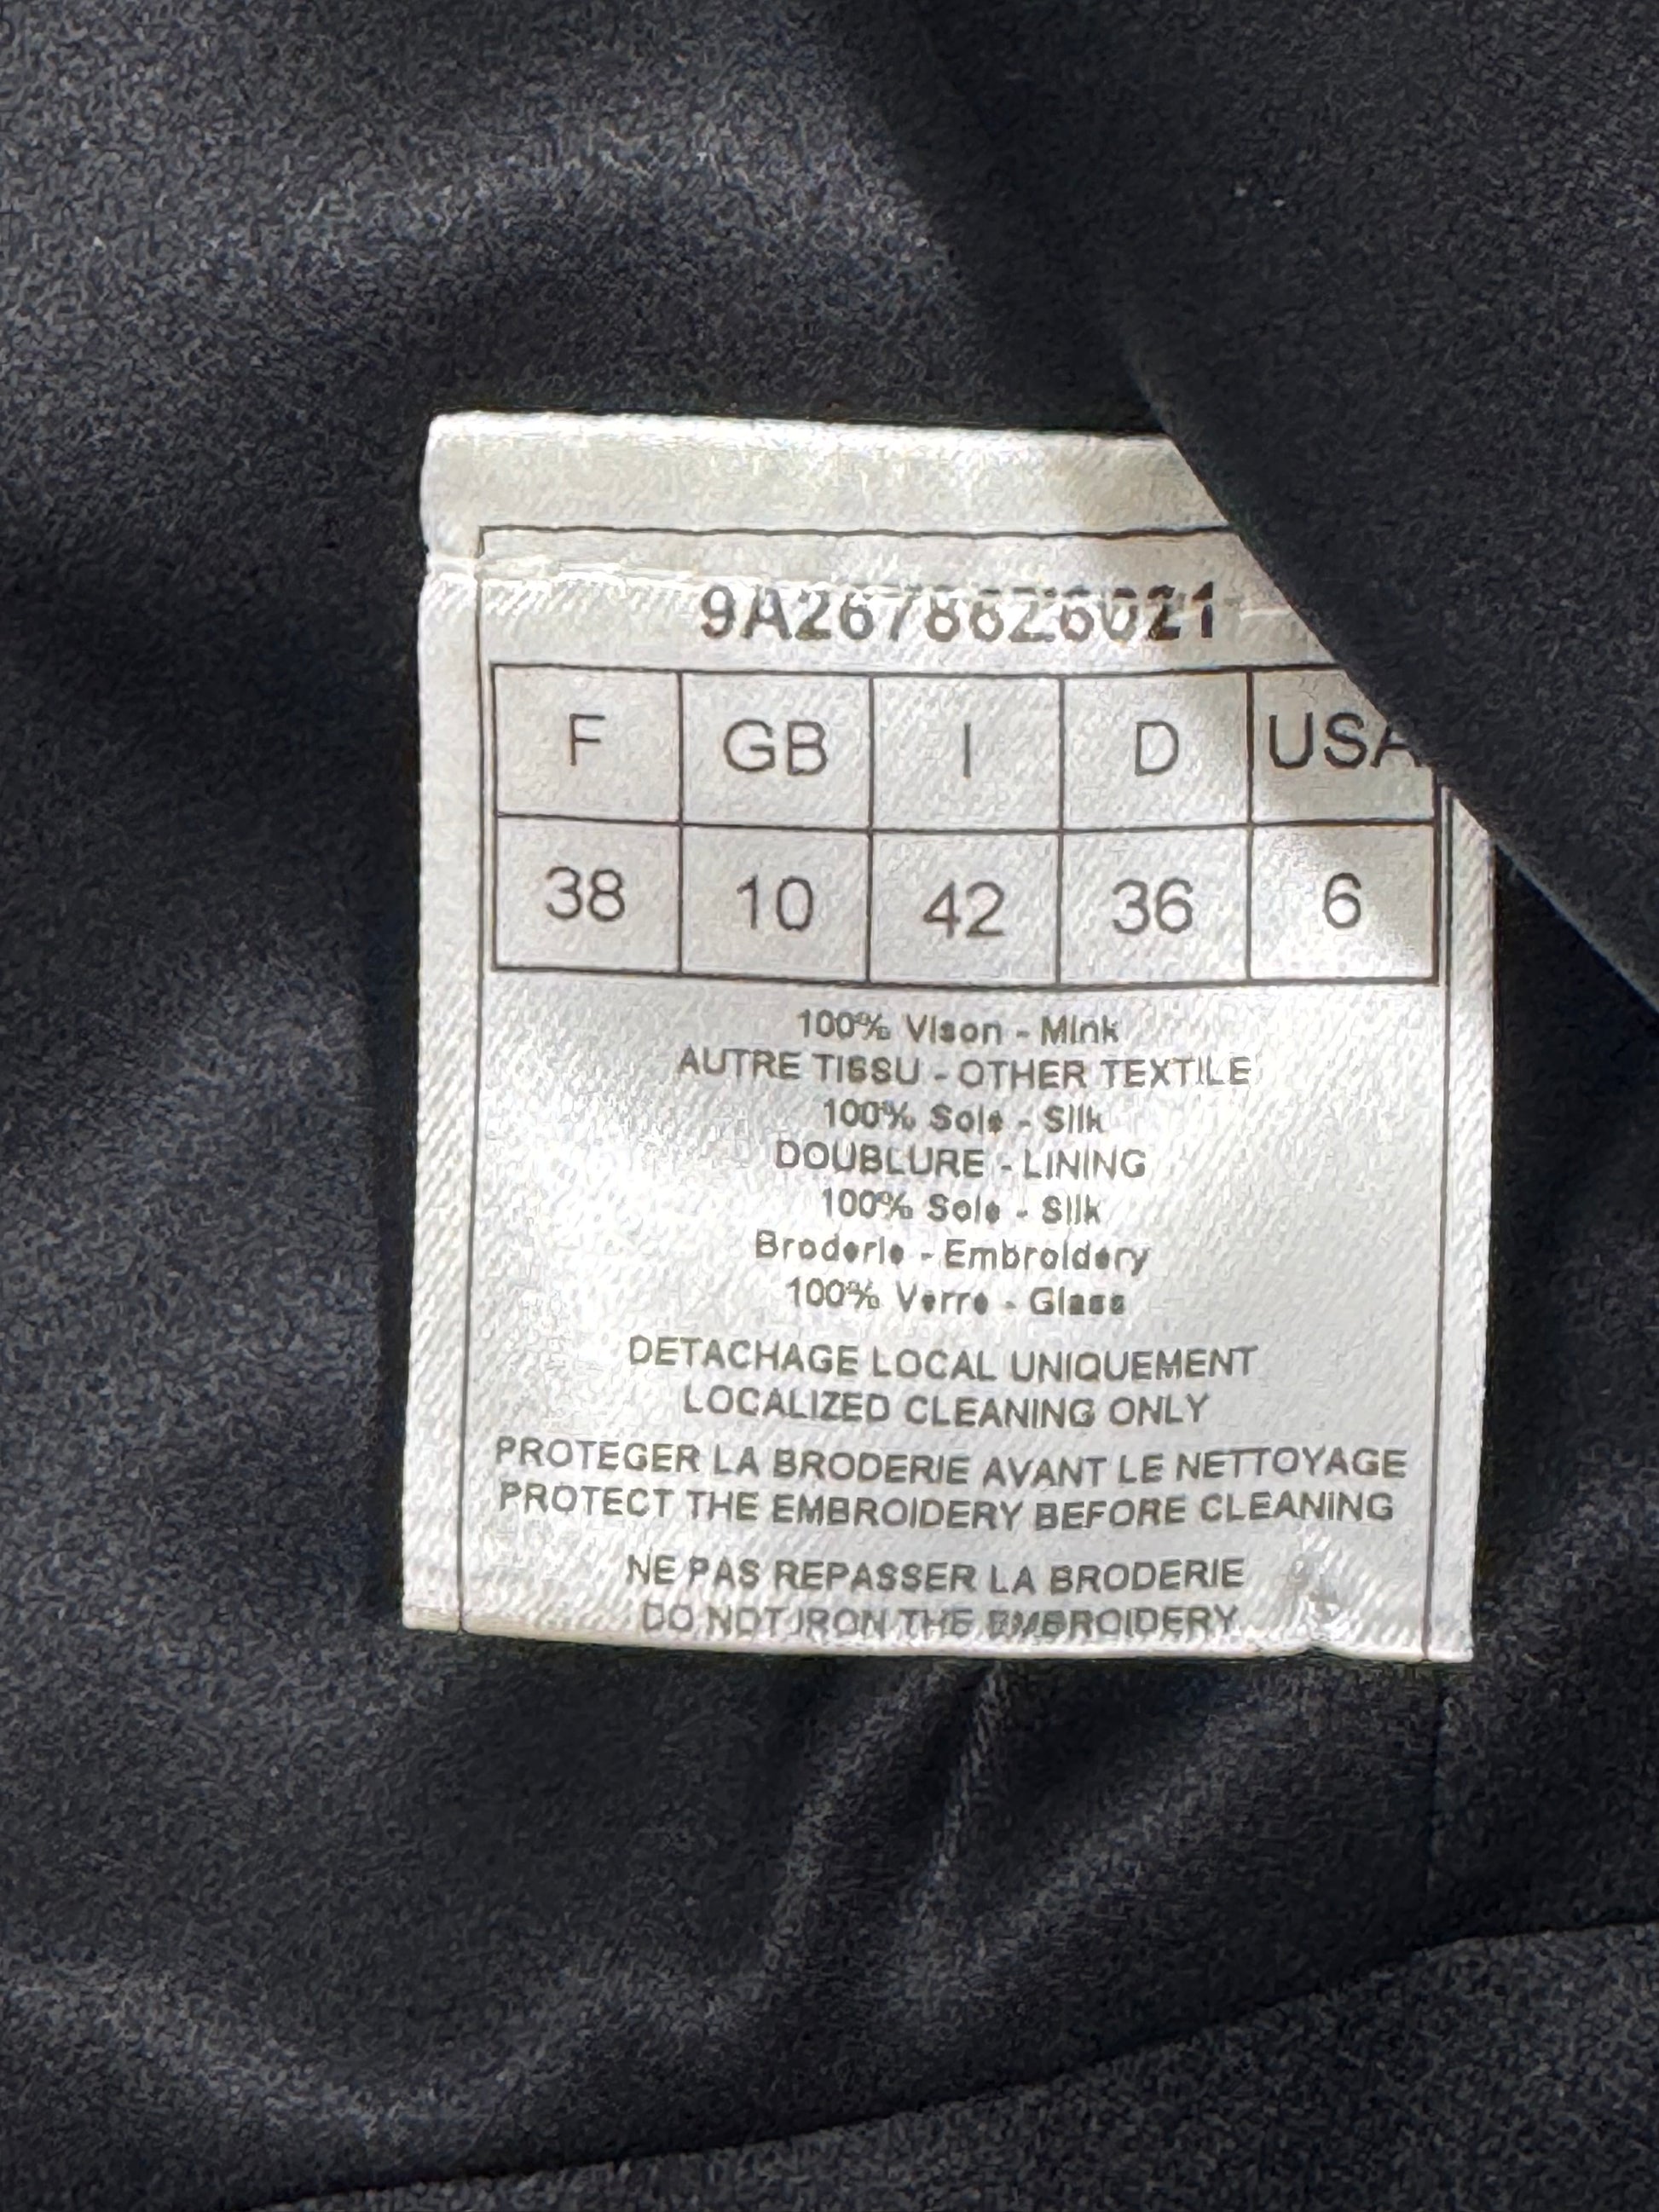 9A2678626021
F GB I D USA
38 10 42 36 6
100% Vison - Mink
AUTRE TISSU - OTHER TEXTILE
100% Soie - Silk
DOUBLURE - LINING
100% Soie - Silk
Broderie - Embroidery
100% Verre - Glass
DETACHAGE LOCAL UNIQUEMENT
LOCALIZED CLEANING ONLY
PROTEGER LA BRODERIE AVANT LE NETTOYAGE
PROTECT THE EMBROIDERY BEFORE CLEANING
NE PAS REPASSER LA BRODERIE
DO NOT IRON THE EMBROIDERY